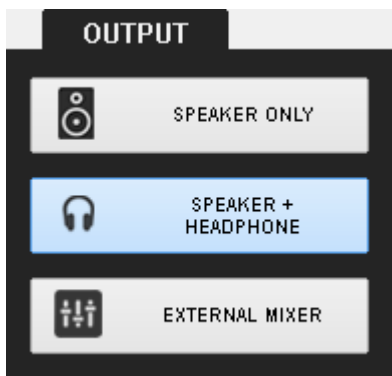 OUTPUT
SPEAKER ONLY
SPEAKER +
HEADPHONE
EXTERNAL MIXER